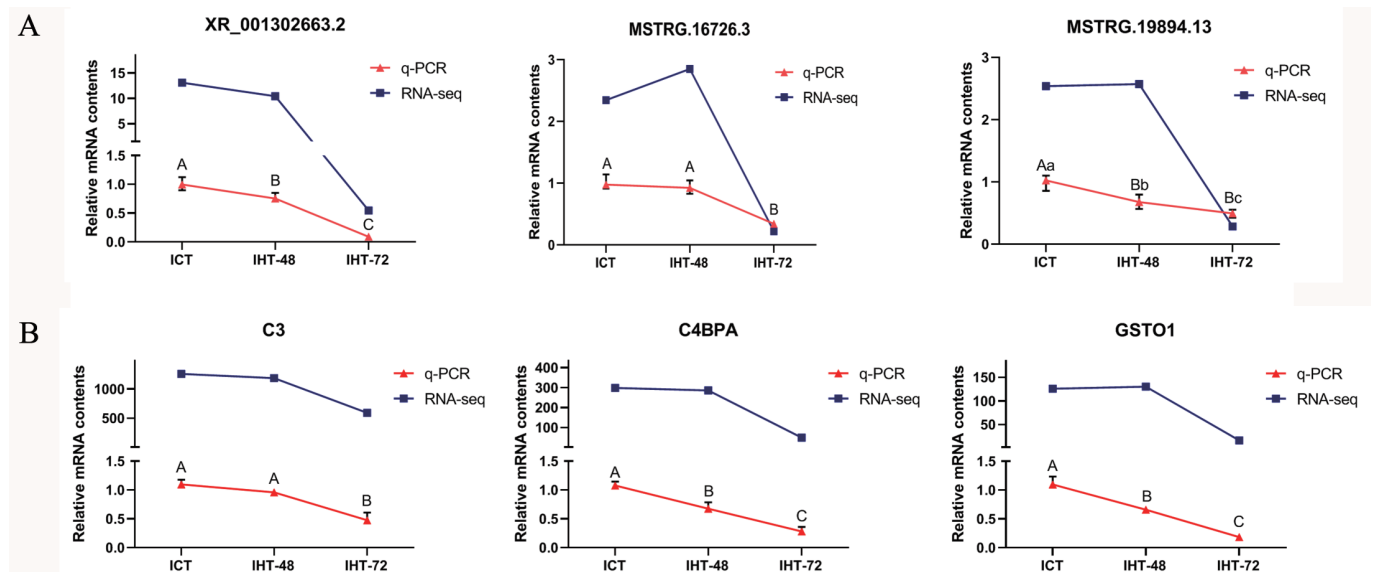 A
XR_001302663.2
Relative mRNA contents
15
10
5
1.5
1.0
0.5
0.0
A
B
C
q-PCR
RNA-seq
ICT
IHT-48
IHT-72
MSTRG.16726.3
Relative mRNA contents
3
2
1
0
A
A
B
q-PCR
RNA-seq
ICT
IHT-48
IHT-72
MSTRG.19894.13
Relative mRNA contents
3
2
1
0
Aa
Bb
Bc
q-PCR
RNA-seq
ICT
IHT-48
IHT-72
B
C3
Relative mRNA contents
1000
500
1.5
1.0
0.5
0.0
A
A
B
q-PCR
RNA-seq
ICT
IHT-48
IHT-72
C4BPA
Relative mRNA contents
400
300
200
100
1.5
1.0
0.5
0.0
A
B
C
q-PCR
RNA-seq
ICT
IHT-48
IHT-72
GSTO1
Relative mRNA contents
150
100
50
1.5
1.0
0.5
0.0
A
B
C
q-PCR
RNA-seq
ICT
IHT-48
IHT-72